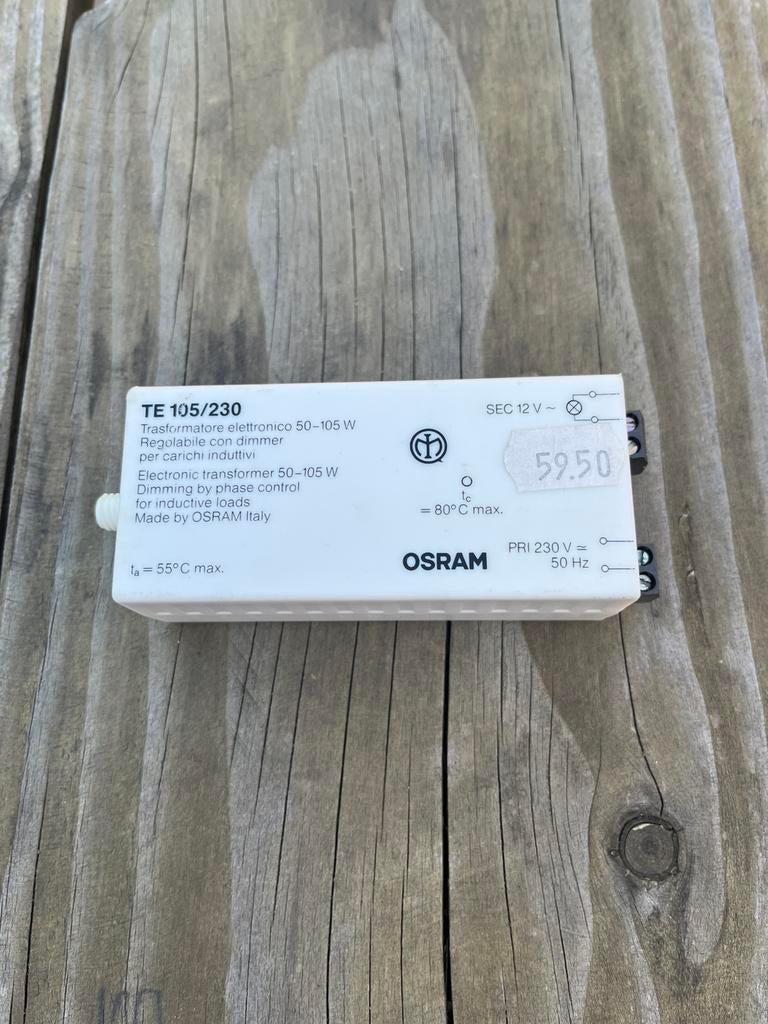 TE 105/230
Trasformatore elettronico 50–105 W
Regolabile con dimmer
per carichi induttivi
Electronic transformer 50–105 W
Dimming by phase control
for inductive loads
Made by OSRAM Italy
ta = 55°C max.
SEC 12 V ~
59.50
tc
= 80°C max.
OSRAM
PRI 230 V ≃
50 Hz